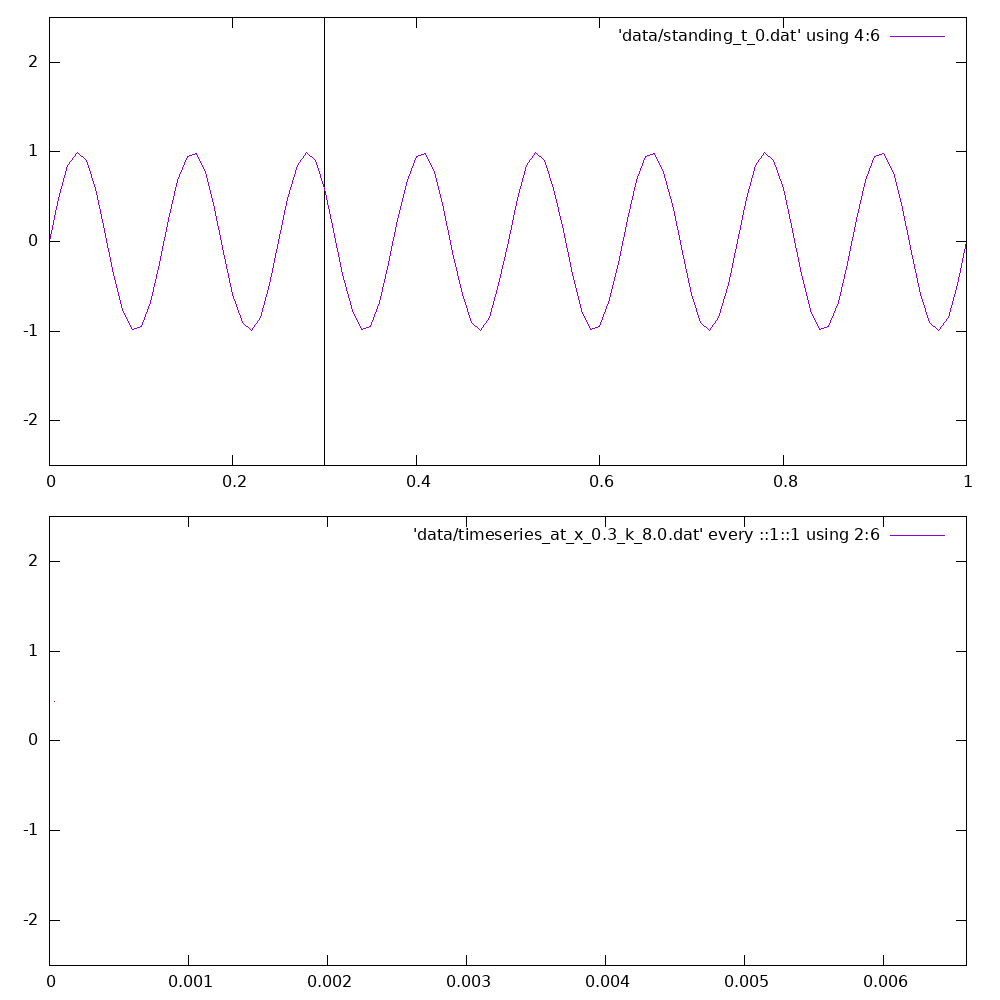 'data/standing_t_0.dat' using 4:6
2
1
0
-1
-2
0 0.2 0.4 0.6 0.8 1
'data/timeseries_at_x_0.3_k_8.0.dat' every ::1::1 using 2:6
2
1
0
-1
-2
0 0.001 0.002 0.003 0.004 0.005 0.006